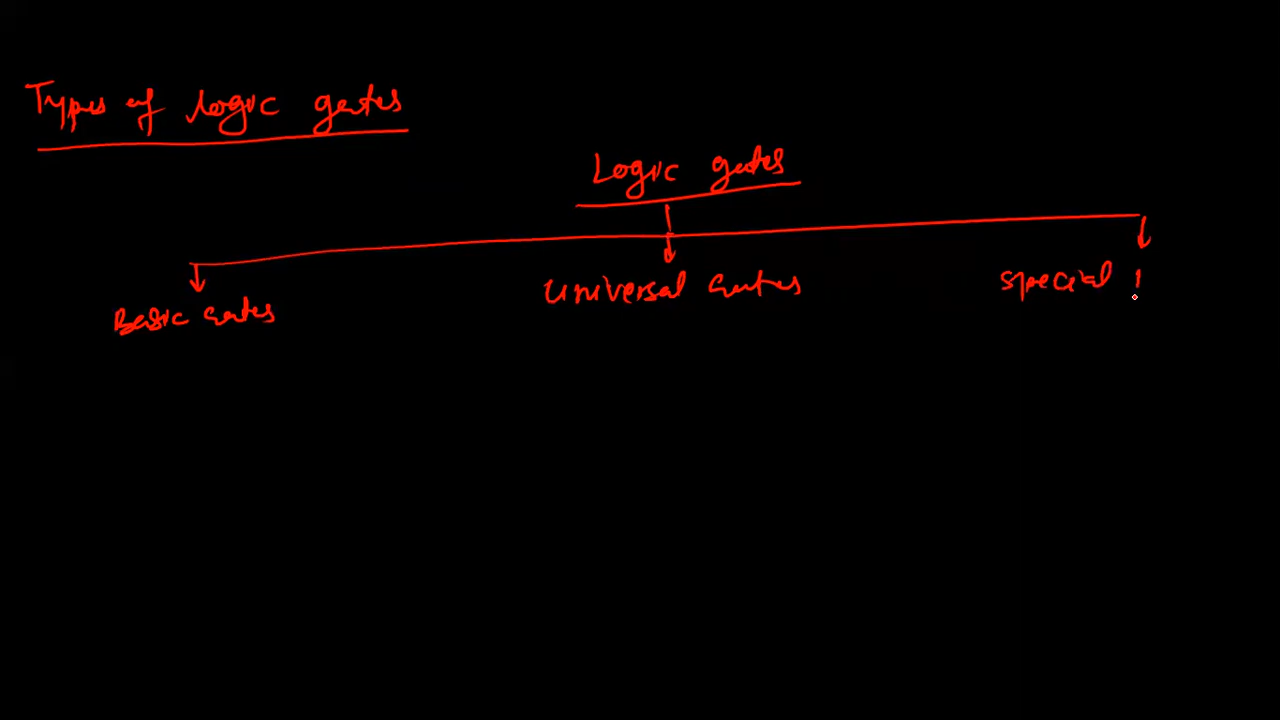 Types of logic gates
Logic gates
Basic Gates
Universal Gates
Special